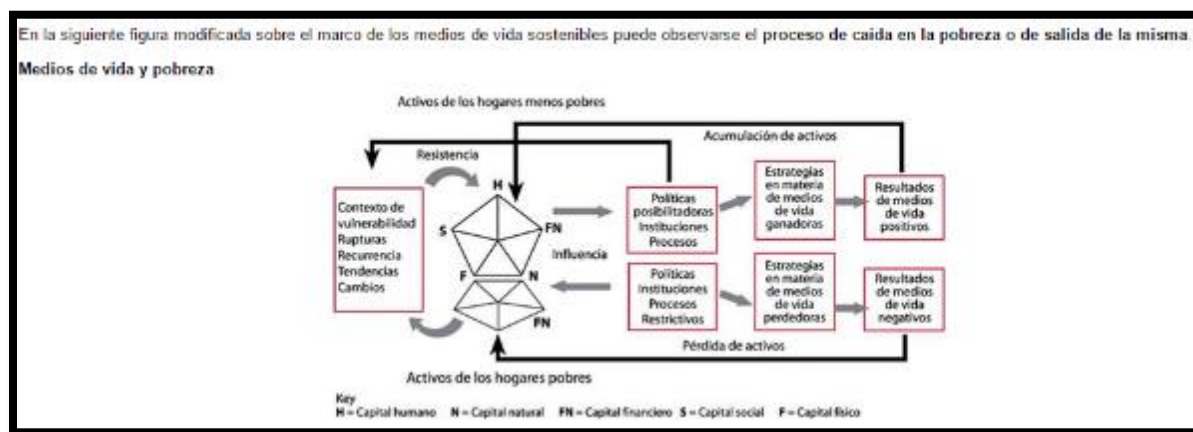 En la siguiente figura modificada sobre el marco de los medios de vida sostenibles puede observarse el proceso de caida en la pobreza o de salida de la misma.
Medios de vida y pobreza
Activos de los hogares menos pobres
Acumulación de activos
Resistencia
H
S
FN
F
N
FN
Contexto de
vulnerabilidad
Rupturas
Recurrencia
Tendencias
Cambios
Influencia
Políticas
posibilitadoras
Instituciones
Procesos
Estrategias
en materia
de medios
de vida
ganadoras
Resultados
de medios
de vida
positivos
Políticas
Instituciones
Procesos
Restrictivos
Estrategias
en materia
de medios
de vida
perdedoras
Resultados
de medios
de vida
negativos
Pérdida de activos
Activos de los hogares pobres
Key
H = Capital humano N = Capital natural FN = Capital financiero S = Capital social F = Capital físico